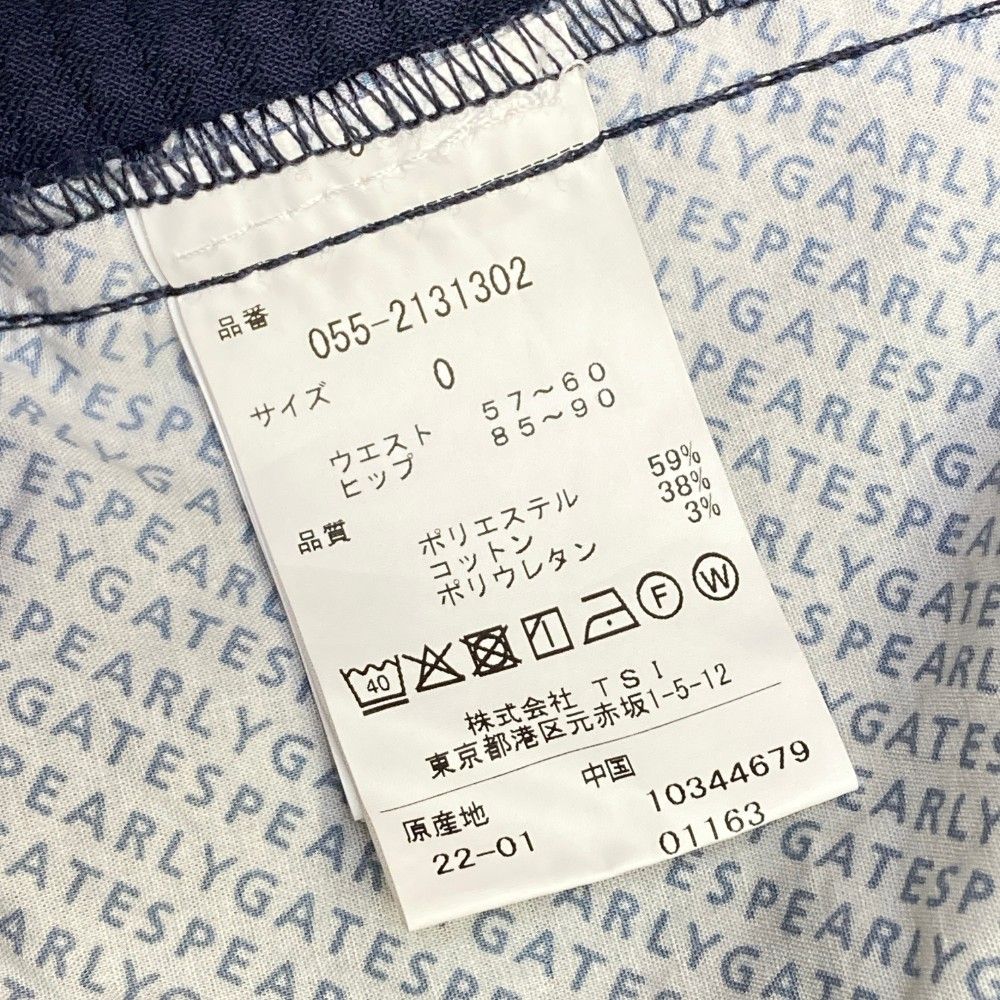 品番 055-2131302
サイズ 0
ウエスト 57～60
ヒップ 85～90
品質 ポリエステル 59%
コットン 38%
ポリウレタン 3%
40 F W
株式会社 TSI
東京都港区元赤坂1-5-12
原産地 中国
22-01 10344679
01163
PEARLYGATESPEARLY
ARLYGATESPEARLY
TESPEARLYGATES
PEARLYGATES